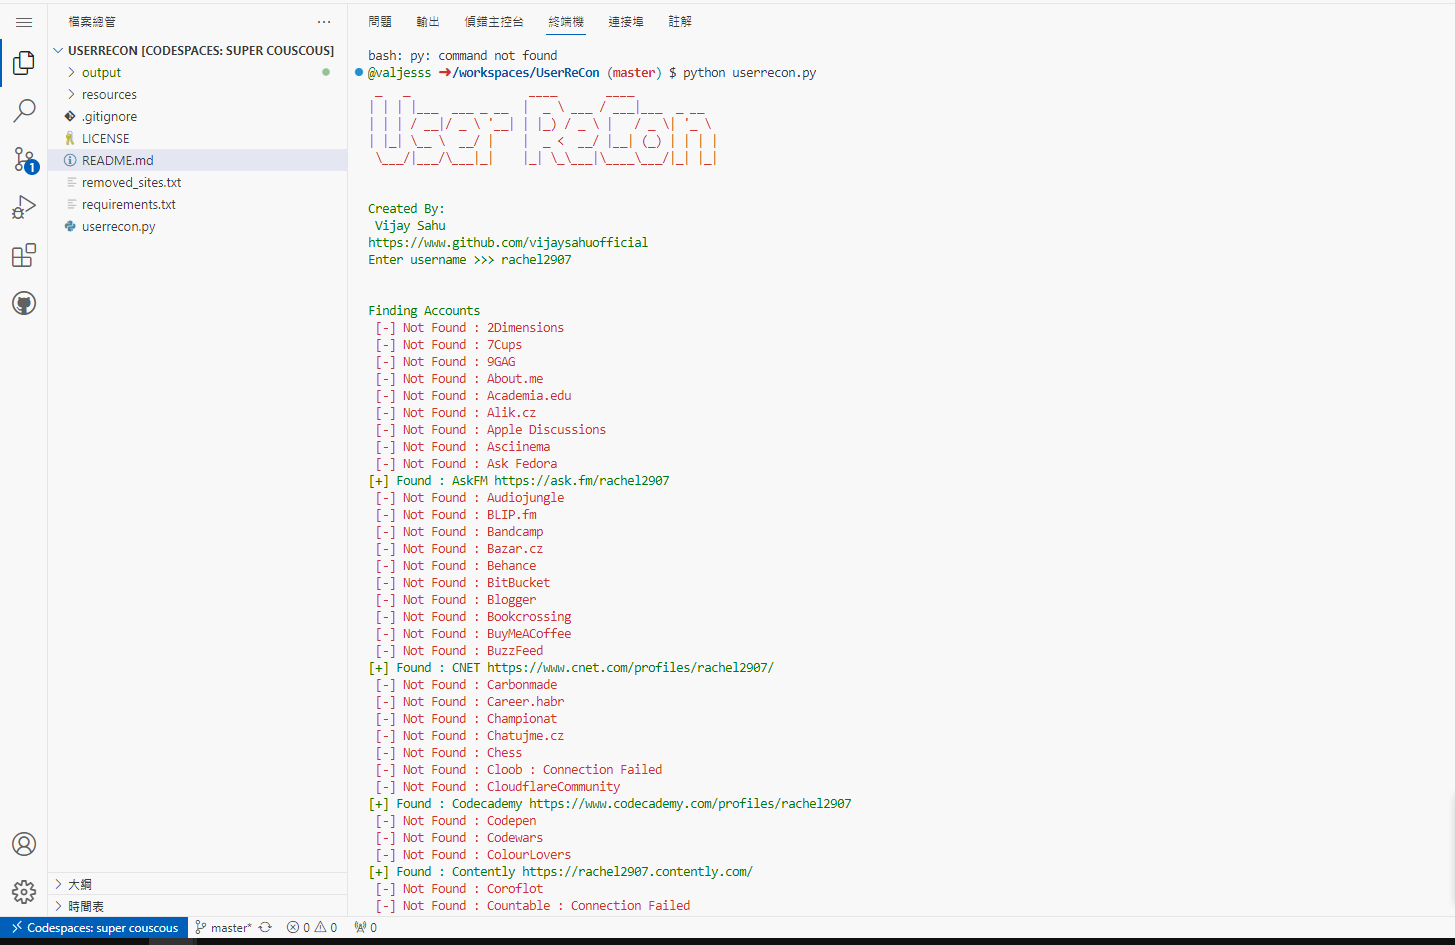 檔案總管
USERRECON [CODESPACES: SUPER COUSCOUS]
output
resources
.gitignore
LICENSE
README.md
removed_sites.txt
requirements.txt
userrecon.py
1
大綱
時間表
問題 輸出 偵錯主控台 終端機 連接埠 註解
bash: py: command not found
@valjesss ➜/workspaces/UserReCon (master) $ python userrecon.py
User ReCon
Created By:
Vijay Sahu
https://www.github.com/vijaysahuofficial
Enter username >>> rachel2907
Finding Accounts
[-] Not Found : 2Dimensions
[-] Not Found : 7Cups
[-] Not Found : 9GAG
[-] Not Found : About.me
[-] Not Found : Academia.edu
[-] Not Found : Alik.cz
[-] Not Found : Apple Discussions
[-] Not Found : Asciinema
[-] Not Found : Ask Fedora
[+] Found : AskFM https://ask.fm/rachel2907
[-] Not Found : Audiojungle
[-] Not Found : BLIP.fm
[-] Not Found : Bandcamp
[-] Not Found : Bazar.cz
[-] Not Found : Behance
[-] Not Found : BitBucket
[-] Not Found : Blogger
[-] Not Found : Bookcrossing
[-] Not Found : BuyMeACoffee
[-] Not Found : BuzzFeed
[+] Found : CNET https://www.cnet.com/profiles/rachel2907/
[-] Not Found : Carbonmade
[-] Not Found : Career.habr
[-] Not Found : Championat
[-] Not Found : Chatujme.cz
[-] Not Found : Chess
[-] Not Found : Cloob : Connection Failed
[-] Not Found : CloudflareCommunity
[+] Found : Codecademy https://www.codecademy.com/profiles/rachel2907
[-] Not Found : Codepen
[-] Not Found : Codewars
[-] Not Found : ColourLovers
[+] Found : Contently https://rachel2907.contently.com/
[-] Not Found : Coroflot
[-] Not Found : Countable : Connection Failed
Codespaces: super couscous master* 0 0 0